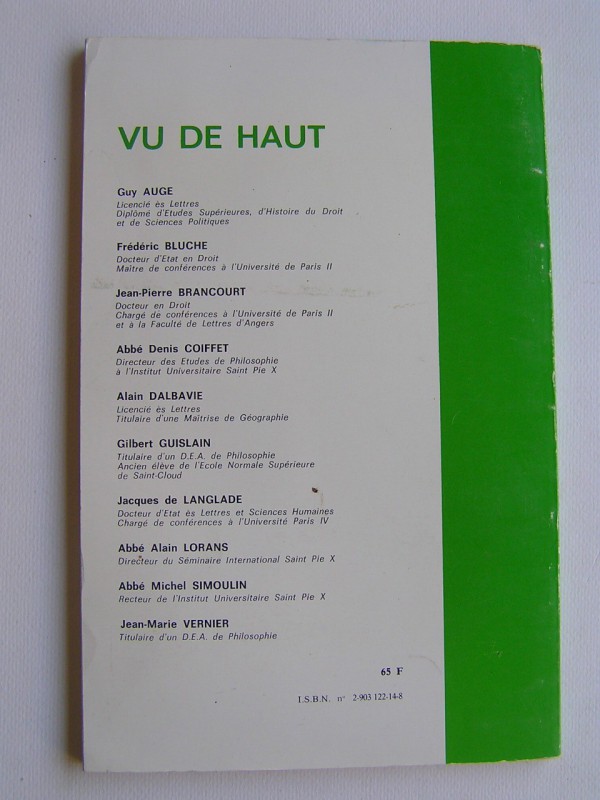 VU DE HAUT
Guy AUGE
Licencié ès Lettres
Diplômé d'Etudes Supérieures, d'Histoire du Droit
et de Sciences Politiques
Frédéric BLUCHE
Docteur d'Etat en Droit
Maître de conférences à l'Université de Paris II
Jean-Pierre BRANCOURT
Docteur en Droit
Chargé de conférences à l'Université de Paris II
et à la Faculté de Lettres d'Angers
Abbé Denis COIFFET
Directeur des Etudes de Philosophie
à l'Institut Universitaire Saint Pie X
Alain DALBAVIE
Licencié ès Lettres
Titulaire d'une Maîtrise de Géographie
Gilbert GUISLAIN
Titulaire d'un D.E.A. de Philosophie
Ancien élève de l'Ecole Normale Supérieure
de Saint-Cloud
Jacques de LANGLADE
Docteur d'Etat ès Lettres et Sciences Humaines
Chargé de conférences à l'Université Paris IV
Abbé Alain LORANS
Directeur du Séminaire International Saint Pie X
Abbé Michel SIMOULIN
Recteur de l'Institut Universitaire Saint Pie X
Jean-Marie VERNIER
Titulaire d'un D.E.A. de Philosophie
65 F
I.S.B.N. n° 2-903 122-14-8